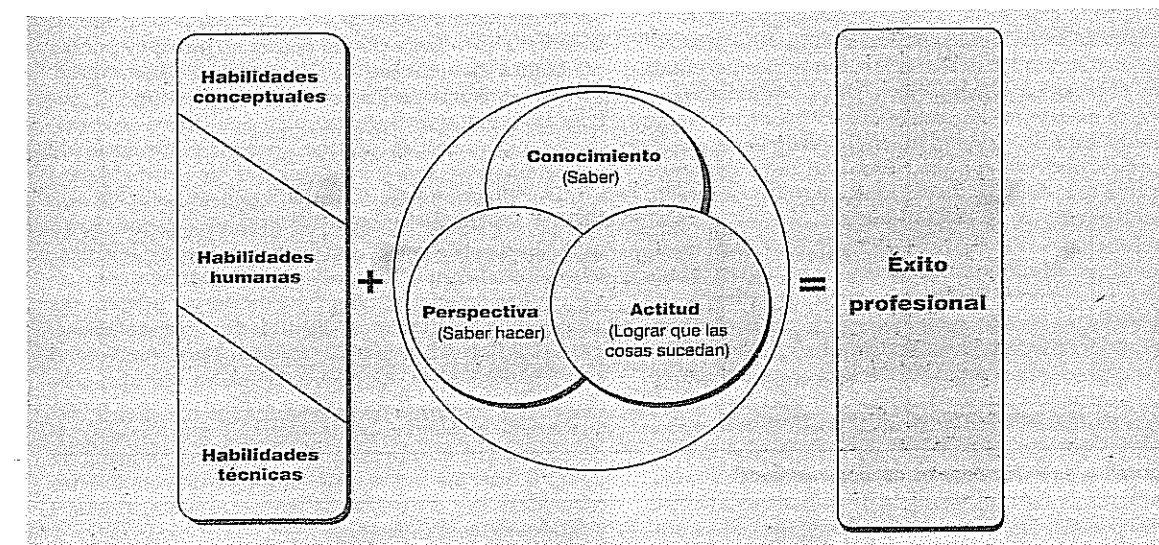 Habilidades
conceptuales
Habilidades
humanas
Habilidades
técnicas
+
Conocimiento
(Saber)
Perspectiva
(Saber hacer)
Actitud
(Lograr que las
cosas sucedan)
=
Éxito
profesional